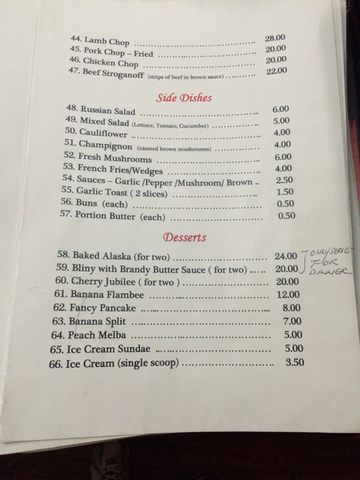 44. Lamb Chop ................................ 28.00
45. Pork Chop – Fried ................................ 20.00
46. Chicken Chop ................................ 20.00
47. Beef Stroganoff (strips of beef in brown sauce) ................ 22.00
Side Dishes
48. Russian Salad ................................ 6.00
49. Mixed Salad (Lettuce, Tomato, Cucumber) ................ 5.00
50. Cauliflower ................................ 4.00
51. Champignon (canned brown mushrooms) ................ 4.00
52. Fresh Mushrooms ................................ 6.00
53. French Fries/Wedges ................................ 4.00
54. Sauces – Garlic /Pepper /Mushroom/ Brown .. 2.50
55. Garlic Toast ( 2 slices) ................................ 1.50
56. Buns (each) ................................ 0.50
57. Portion Butter (each) ................................ 0.50
Desserts
58. Baked Alaska (for two) ................................ 24.00
59. Bliny with Brandy Butter Sauce ( for two) ...... 20.00
60. Cherry Jubilee ( for two ) ................................ 20.00
61. Banana Flambee ................................ 12.00
62. Fancy Pancake ................................ 8.00
63. Banana Split ................................ 7.00
64. Peach Melba ................................ 5.00
65. Ice Cream Sundae ................................ 5.00
66. Ice Cream (single scoop) ................................ 3.50
FOR
DINNER